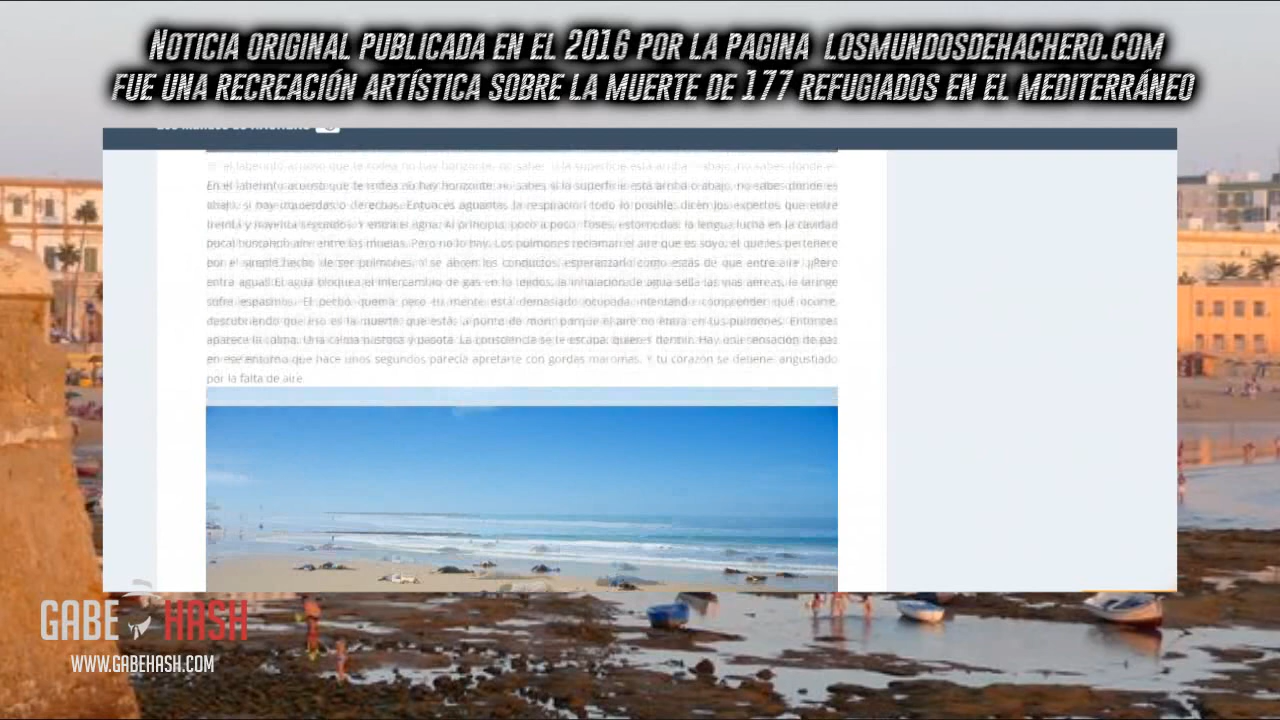 NOTICIA ORIGINAL PUBLICADA EN EL 2016 POR LA PAGINA LOSMUNDOSDEHACHERO.COM
FUE UNA RECREACIÓN ARTÍSTICA SOBRE LA MUERTE DE 177 REFUGIADOS EN EL MEDITERRÁNEO
En el laberinto acuoso que te rodea no hay horizonte, no sabes si la superficie está arriba o abajo, no sabes dónde es
abajo, si hay izquierdas o derechas. Entonces aguantas la respiración todo lo posible, dicen los expertos que entre
treinta y noventa segundos. Y entra el agua. Al principio, poco a poco. Toses, estornudas, la lengua lucha en la cavidad
bucal buscando aire entre las muelas. Pero no lo hay. Los pulmones reclaman el aire que es suyo, el que les pertenece
por el simple hecho de ser pulmones, y se abren los conductos, esperanzado como estás de que entre aire. ¡Pero
entra agua! El agua bloquea el intercambio de gas en los tejidos, la inhalación de agua sella las vías aéreas, la laringe
sufre espasmos. El pecho quema pero tu mente está demasiado ocupada intentando comprender qué ocurre,
descubriendo que eso es la muerte, que estás a punto de morir porque el aire no entra en tus pulmones. Entonces
aparece la calma. Una calma pastosa y pasota. La consciencia se te escapa, quieres dormir. Hay una sensación de paz
en ese entorno que hace unos segundos parecía apretarte con gordas maromas. Y tu corazón se detiene, angustiado
por la falta de aire.
GABE HASH
WWW.GABEHASH.COM